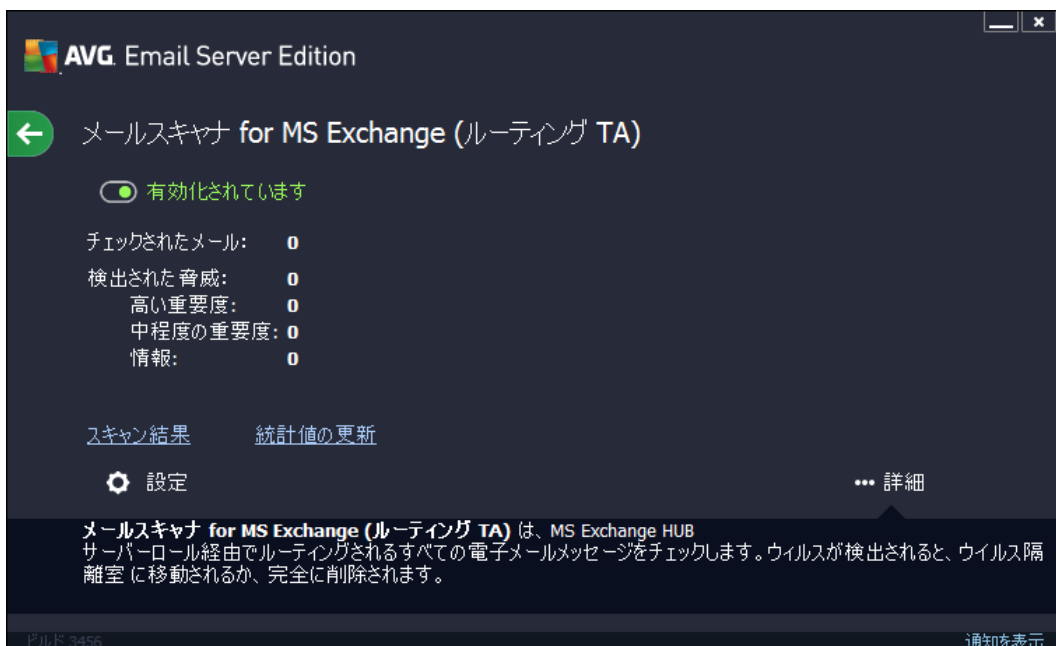 AVG. Email Server Edition
メールスキャナ for MS Exchange (ルーティング TA)
有効化されています
チェックされたメール: 0
検出された脅威: 0
高い重要度: 0
中程度の重要度: 0
情報: 0
スキャン結果 統計値の更新
設定 ••• 詳細
メールスキャナ for MS Exchange (ルーティング TA) は、MS Exchange HUB
サーバーロール経由でルーティングされるすべての電子メールメッセージをチェックします。ウィルスが検出されると、ウイルス隔
離室 に移動されるか、完全に削除されます。
ビルド 3456 通知を表示